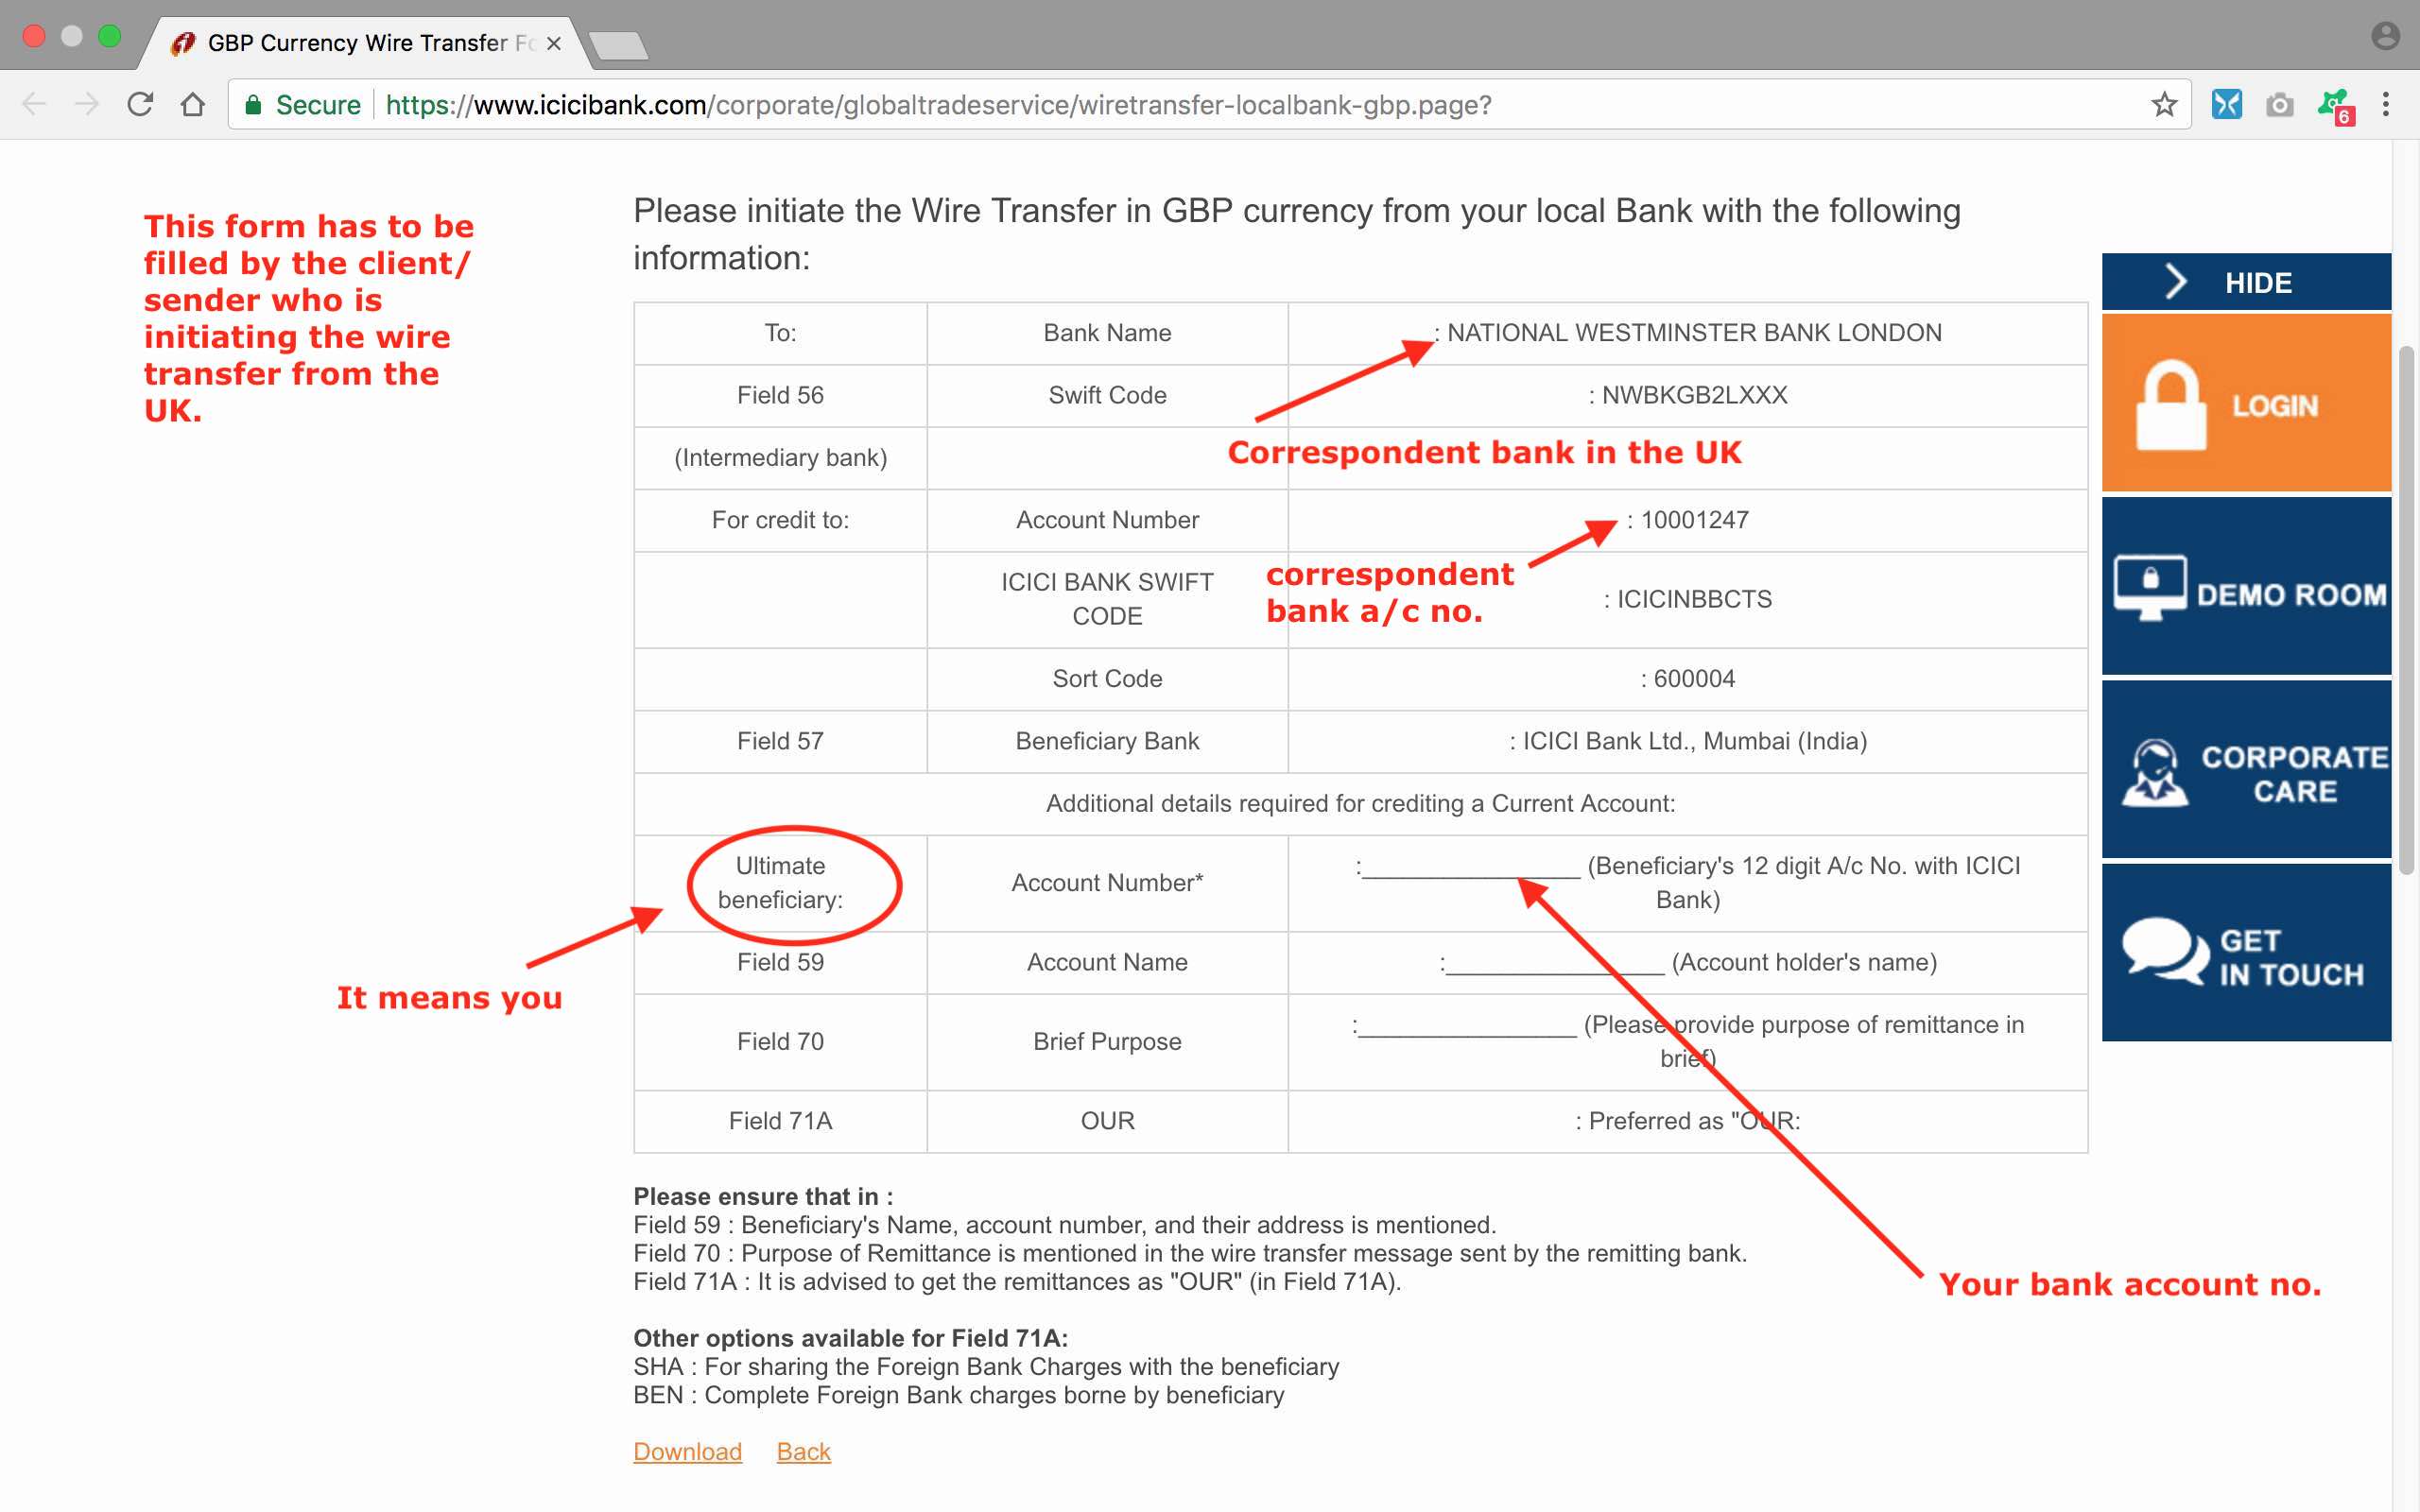 GBP Currency Wire Transfer Fo
Secure https://www.icicibank.com/corporate/globaltradeservice/wiretransfer-localbank-gbp.page?
6
This form has to be
filled by the client/
sender who is
initiating the wire
transfer from the
UK.
Please initiate the Wire Transfer in GBP currency from your local Bank with the following
information:
To: Bank Name : NATIONAL WESTMINSTER BANK LONDON
Field 56 Swift Code : NWBKGB2LXXX
(Intermediary bank)
Correspondent bank in the UK
For credit to: Account Number : 10001247
correspondent
bank a/c no.
ICICI BANK SWIFT
CODE
: ICICINBBCTS
Sort Code : 600004
Field 57 Beneficiary Bank : ICICI Bank Ltd., Mumbai (India)
Additional details required for crediting a Current Account:
Ultimate
beneficiary:
Account Number*
:________________ (Beneficiary's 12 digit A/c No. with ICICI
Bank)
It means you
Field 59 Account Name :________________ (Account holder's name)
Field 70 Brief Purpose
:________________ (Please provide purpose of remittance in
brief)
Field 71A OUR : Preferred as "OUR:
Your bank account no.
Please ensure that in :
Field 59 : Beneficiary's Name, account number, and their address is mentioned.
Field 70 : Purpose of Remittance is mentioned in the wire transfer message sent by the remitting bank.
Field 71A : It is advised to get the remittances as "OUR" (in Field 71A).
Other options available for Field 71A:
SHA : For sharing the Foreign Bank Charges with the beneficiary
BEN : Complete Foreign Bank charges borne by beneficiary
Download Back
HIDE
LOGIN
DEMO ROOM
CORPORATE
CARE
GET
IN TOUCH